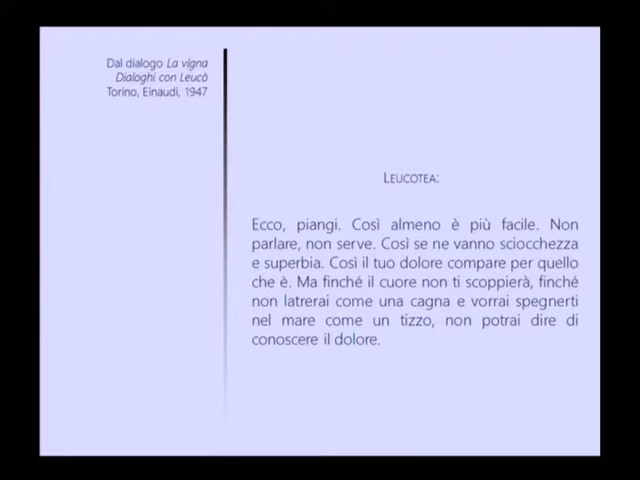 Dal dialogo La vigna
Dialoghi con Leucò
Torino, Einaudi, 1947
LEUCOTEA:
Ecco, piangi. Così almeno è più facile. Non
parlare, non serve. Così se ne vanno sciocchezza
e superbia. Così il tuo dolore compare per quello
che è. Ma finché il cuore non ti scoppierà, finché
non latrerai come una cagna e vorrai spegnerti
nel mare come un tizzo, non potrai dire di
conoscere il dolore.